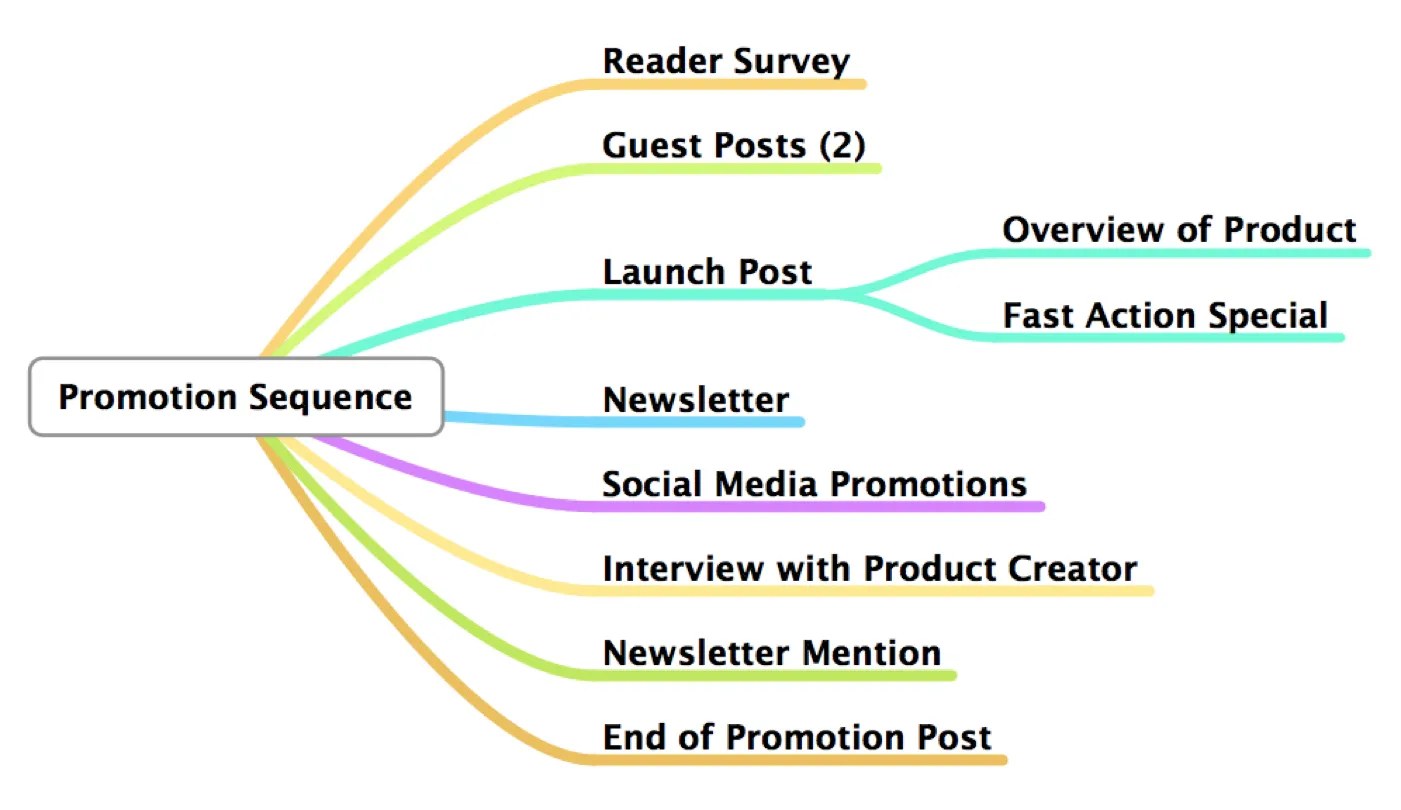 Promotion Sequence
Reader Survey
Guest Posts (2)
Launch Post
Overview of Product
Fast Action Special
Newsletter
Social Media Promotions
Interview with Product Creator
Newsletter Mention
End of Promotion Post